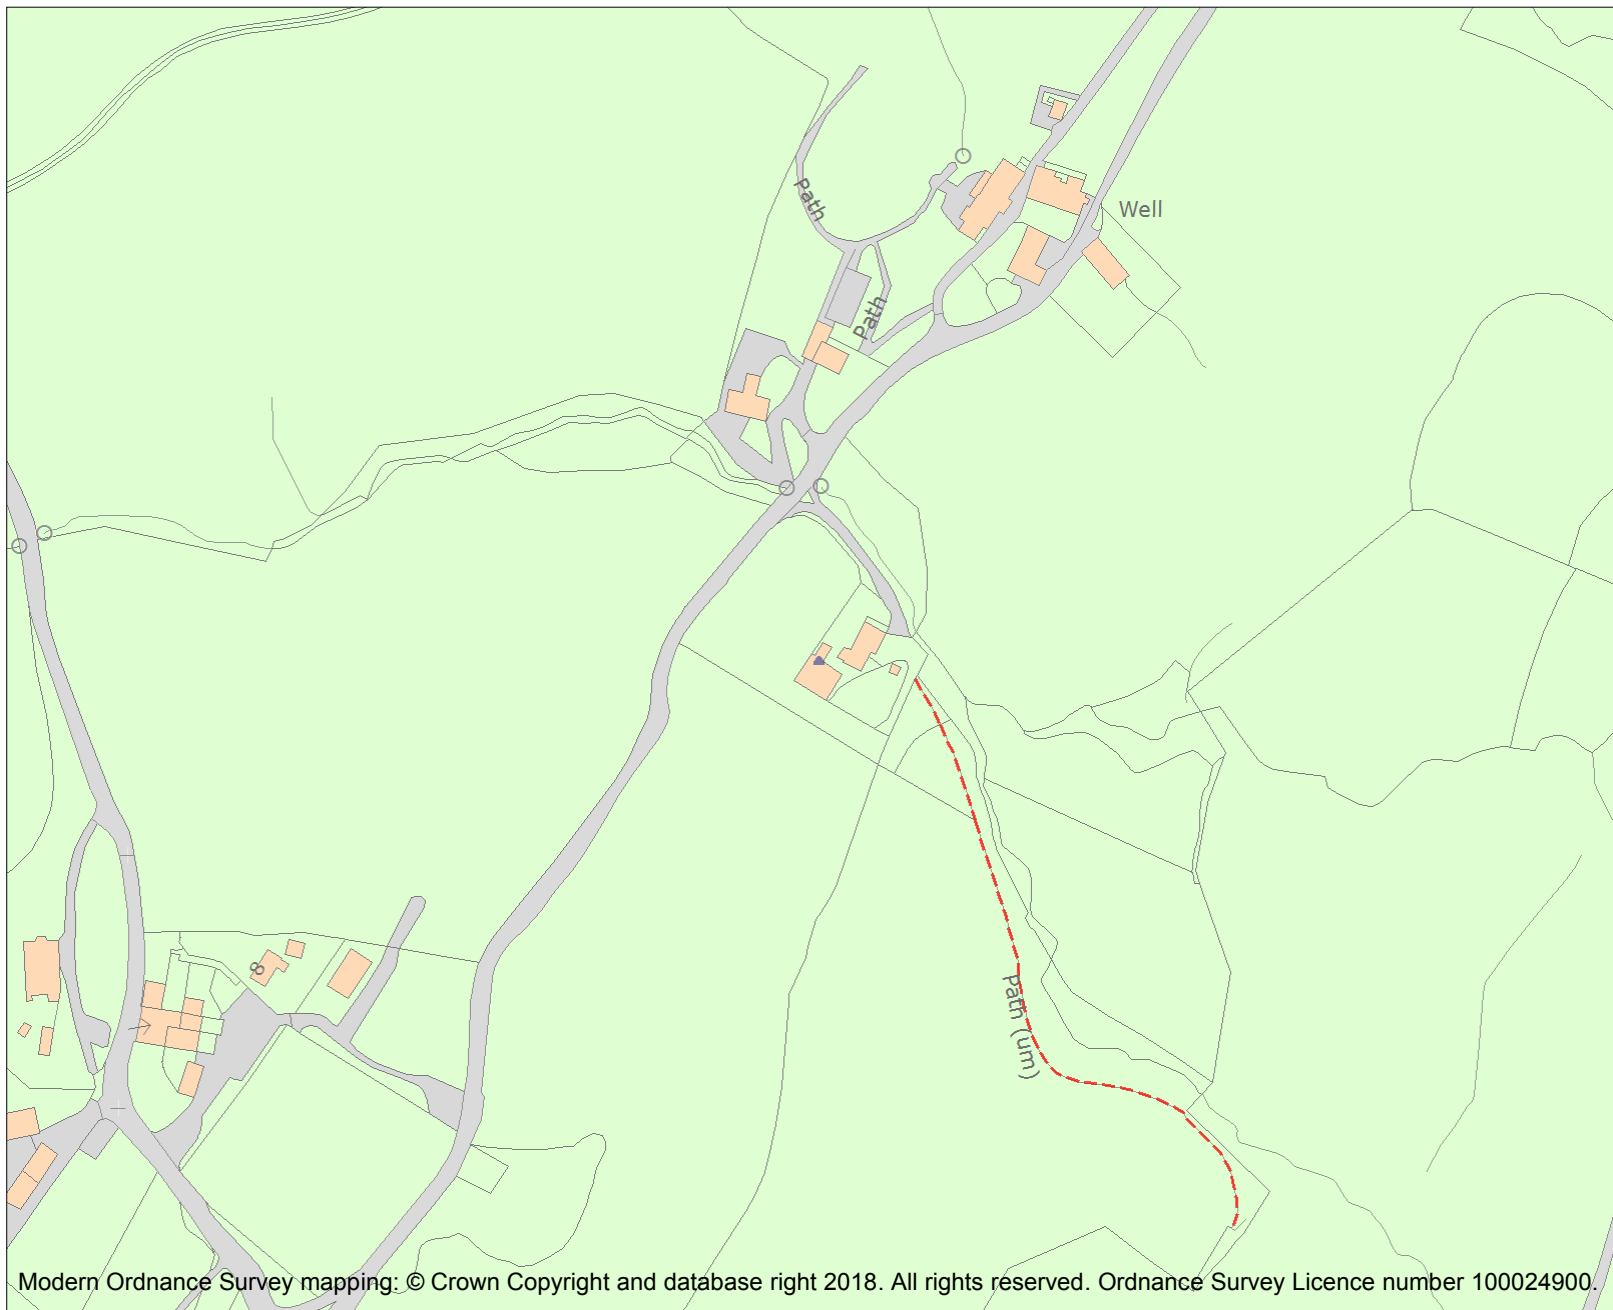 Path
Well
Path
8
Path (um)
Modern Ordnance Survey mapping: © Crown Copyright and database right 2018. All rights reserved. Ordnance Survey Licence number 100024900.